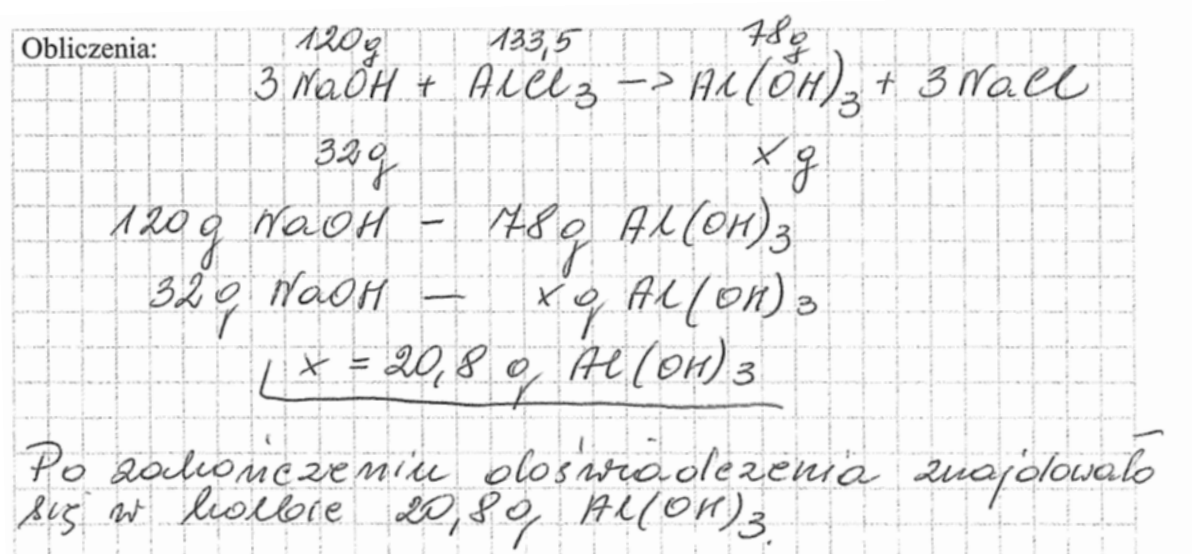 Obliczenia: 120g 133,5 78g
3 NaOH + AlCl₃ -> Al(OH)₃ + 3 NaCl
32g x g
120g NaOH - 78g Al(OH)₃
32g NaOH — x g Al(OH)₃
x = 20,8 g Al(OH)₃
Po zakończeniu doświadczenia znajdowało
się w kolbie 20,8g Al(OH)₃.